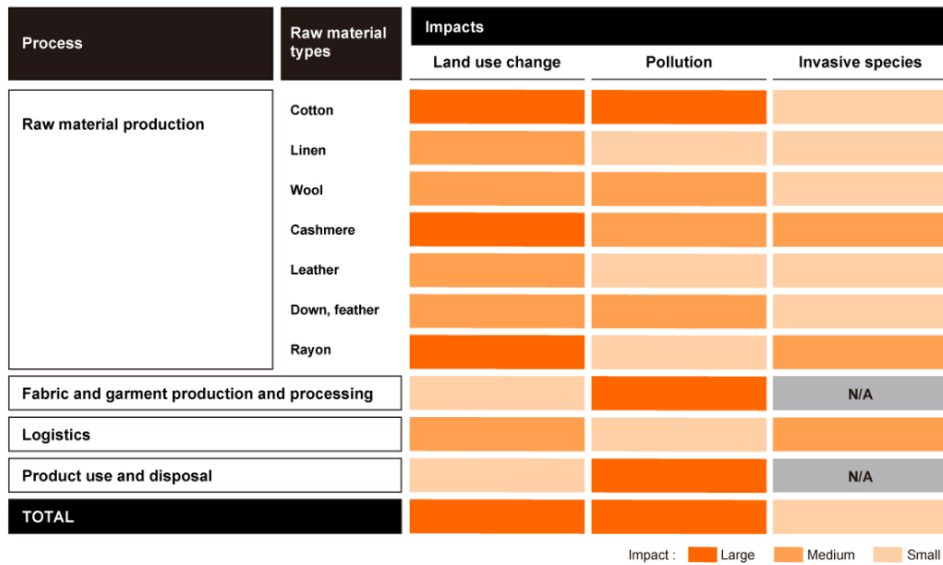 Process
Raw material
types
Impacts
Land use change
Pollution
Invasive species
Raw material production
Cotton
Linen
Wool
Cashmere
Leather
Down, feather
Rayon
Fabric and garment production and processing
N/A
Logistics
Product use and disposal
N/A
TOTAL
Impact :
Large
Medium
Small